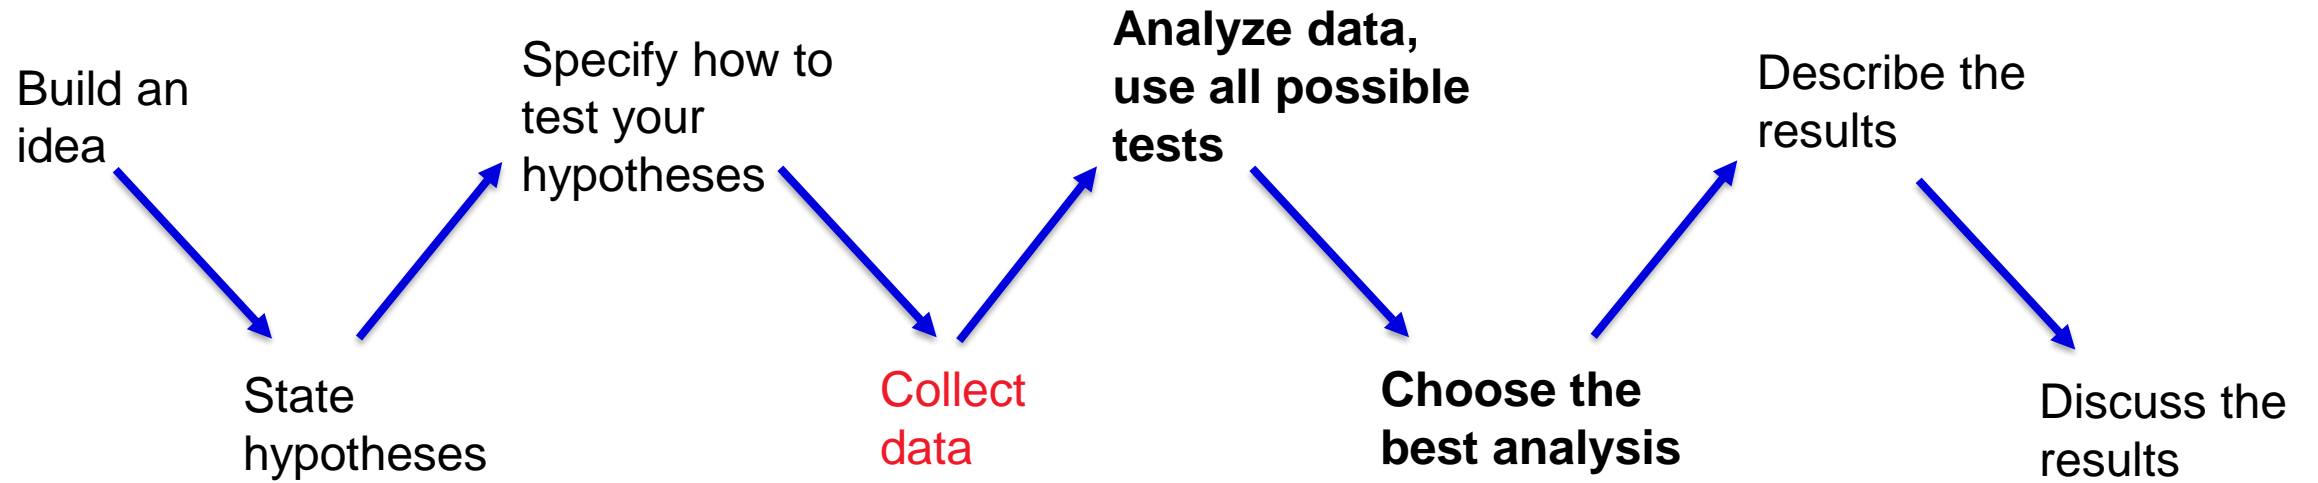 Build an
idea
State
hypotheses
Specify how to
test your
hypotheses
Collect
data
Analyze data,
use all possible
tests
Choose the
best analysis
Describe the
results
Discuss the
results